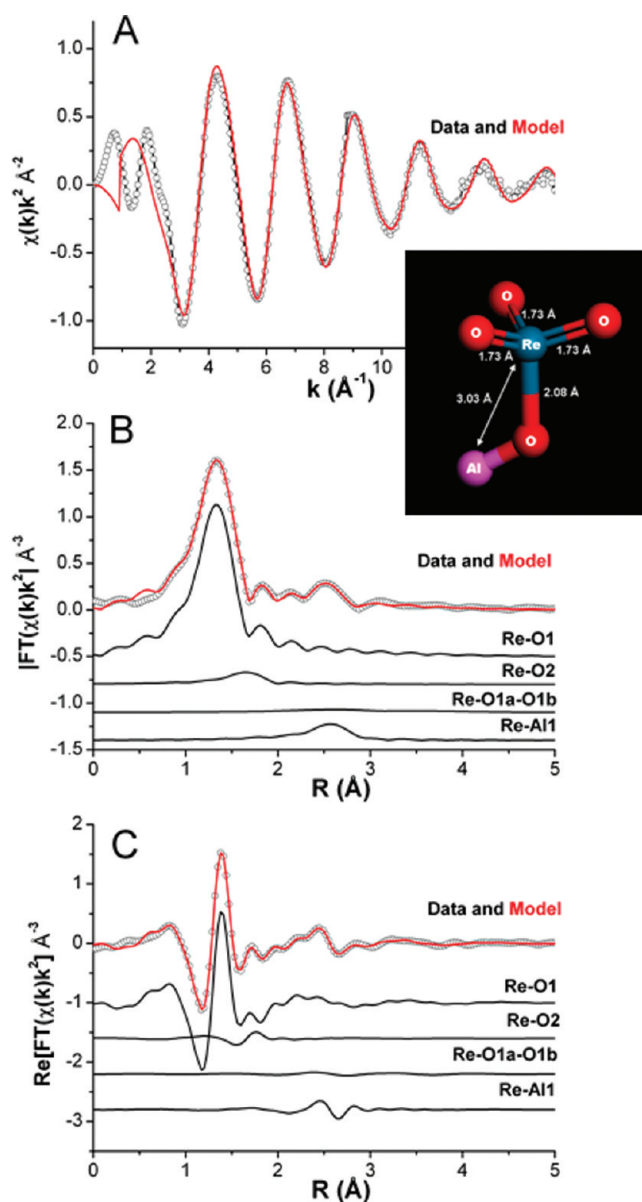 A
1.0
0.5
0.0
-0.5
-1.0
χ(k)k² Å⁻²
Data and Model
0 2 4 6 8 10
k (Å⁻¹)
O
1.73 Å
O
O
Re
1.73 Å
1.73 Å
3.03 Å
2.08 Å
O
Al
B
2.0
1.5
1.0
0.5
0.0
-0.5
-1.0
-1.5
|FT(χ(k)k²| Å⁻³
Data and Model
Re-O1
Re-O2
Re-O1a-O1b
Re-Al1
0 1 2 3 4 5
R (Å)
C
2
1
0
-1
-2
-3
Re[FT(χ(k)k²] Å⁻³
Data and Model
Re-O1
Re-O2
Re-O1a-O1b
Re-Al1
0 1 2 3 4 5
R (Å)